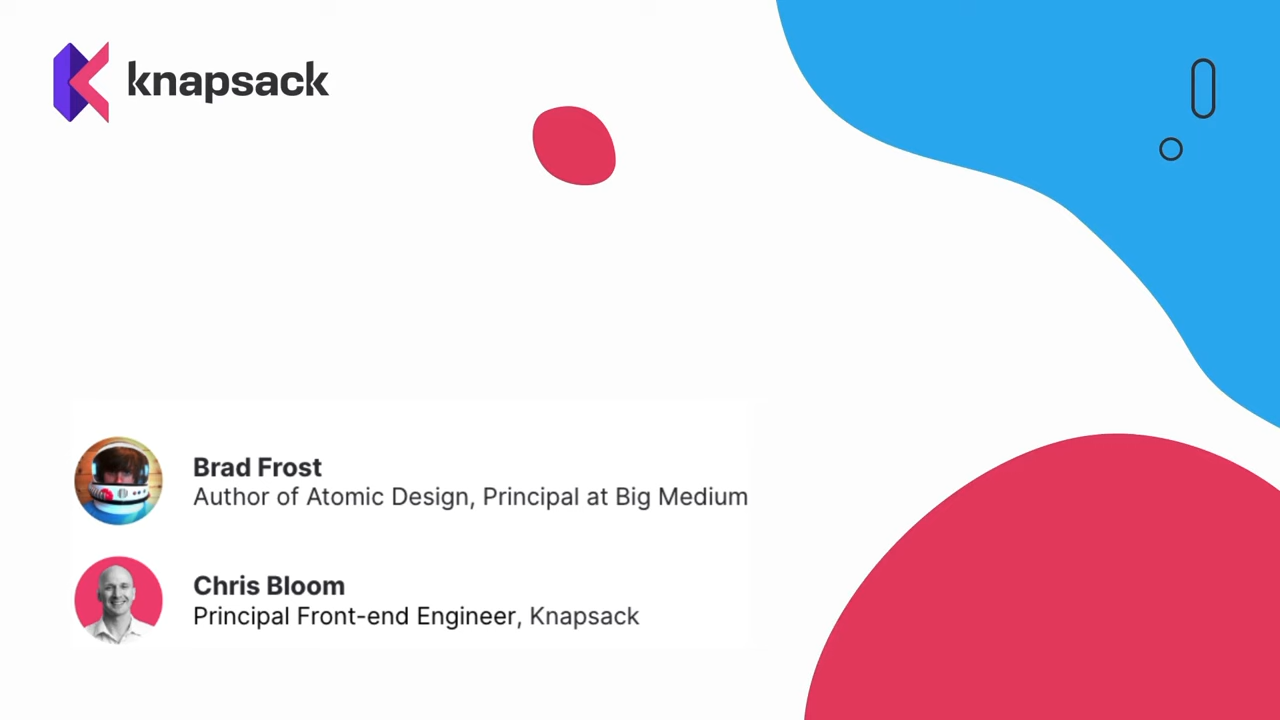 knapsack
Brad Frost
Author of Atomic Design, Principal at Big Medium
Chris Bloom
Principal Front-end Engineer, Knapsack